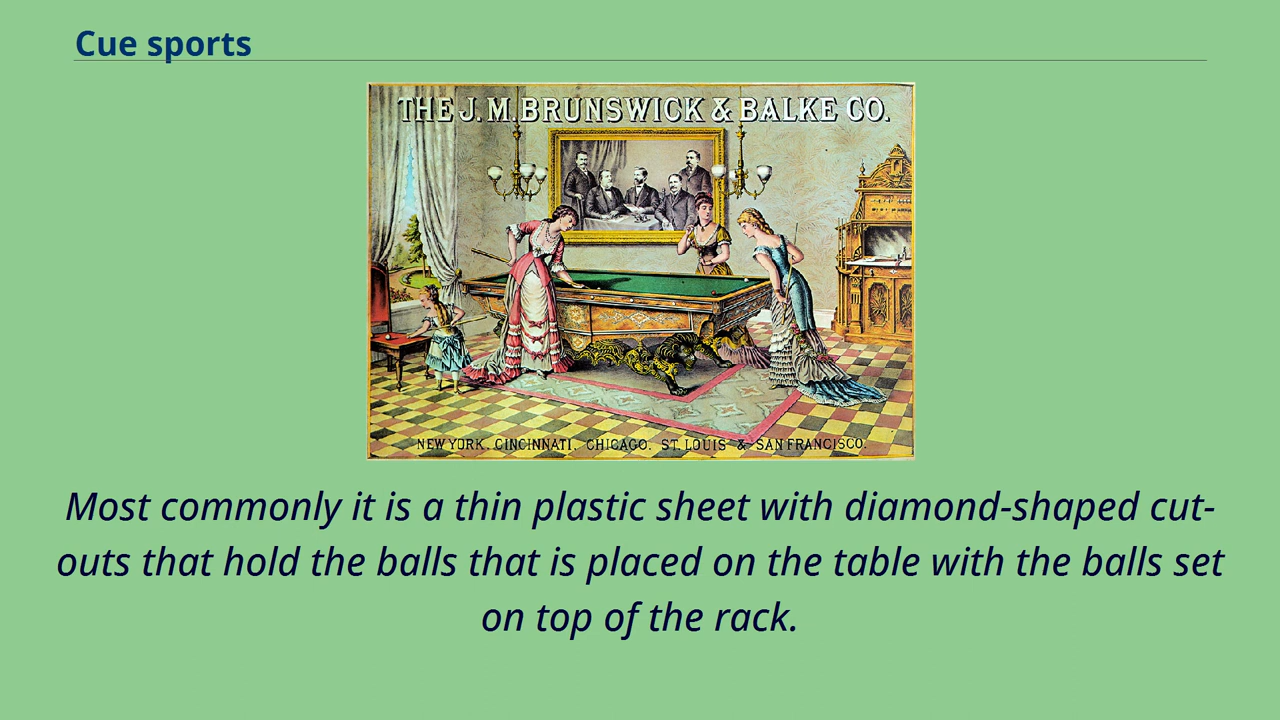 Cue sports
THE J. M. BRUNSWICK & BALKE CO.
NEW YORK, CINCINNATI, CHICAGO, ST. LOUIS & SAN FRANCISCO.
Most commonly it is a thin plastic sheet with diamond-shaped cut-
outs that hold the balls that is placed on the table with the balls set
on top of the rack.